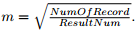 m = √(NumOfRecord / ResultNum).